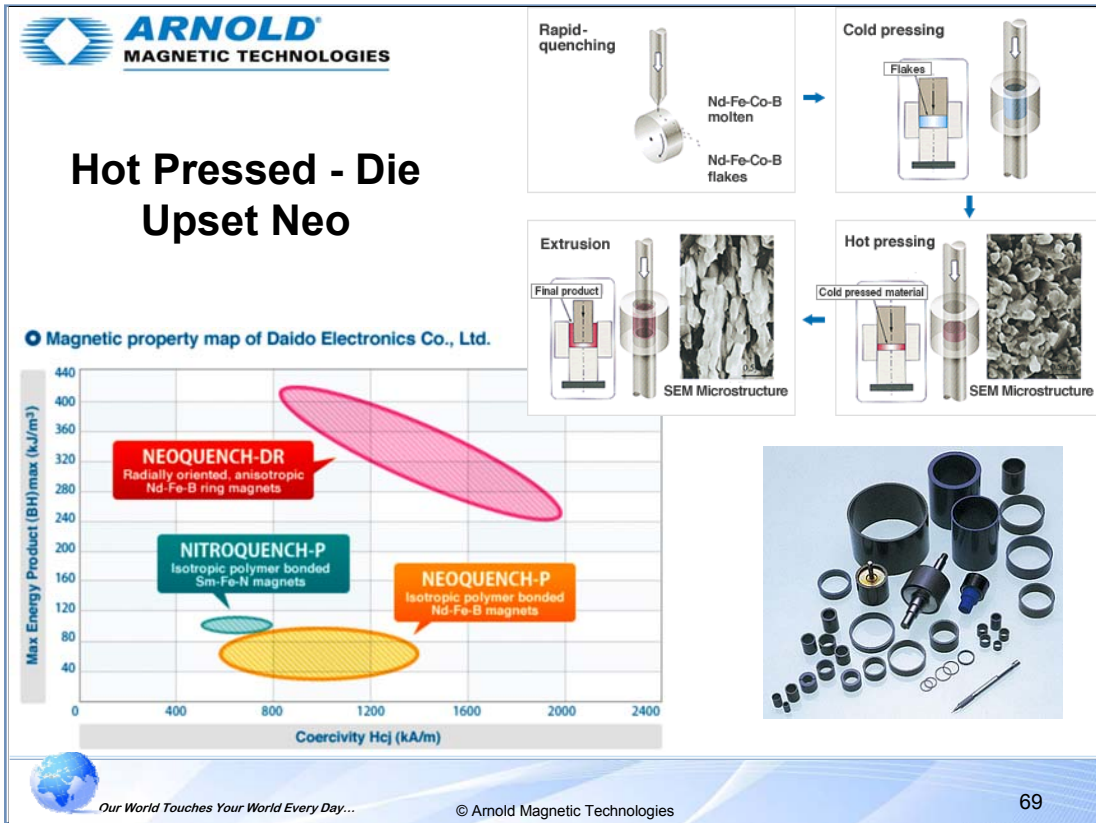 ARNOLD®
MAGNETIC TECHNOLOGIES
Hot Pressed - Die
Upset Neo
Rapid-
quenching
Nd-Fe-Co-B
molten
Nd-Fe-Co-B
flakes
Cold pressing
Flakes
Extrusion
Final product
0.5
SEM Microstructure
Hot pressing
Cold pressed material
SEM Microstructure
Magnetic property map of Daido Electronics Co., Ltd.
Max Energy Product (BH)max (kJ/m³)
440
400
360
320
280
240
200
160
120
80
40
NEOQUENCH-DR
Radially oriented, anisotropic
Nd-Fe-B ring magnets
NITROQUENCH-P
Isotropic polymer bonded
Sm-Fe-N magnets
NEOQUENCH-P
Isotropic polymer bonded
Nd-Fe-B magnets
0 400 800 1200 1600 2000 2400
Coercivity Hcj (kA/m)
Our World Touches Your World Every Day…
© Arnold Magnetic Technologies
69